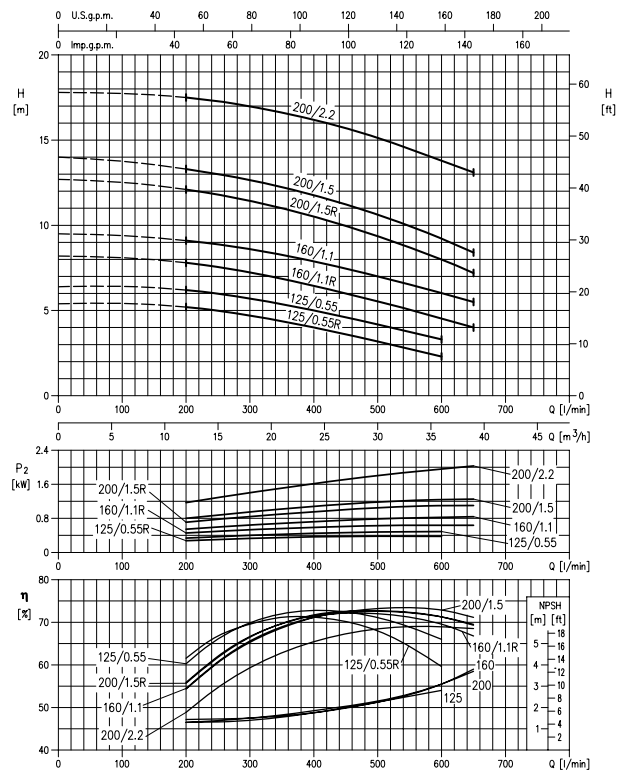 0 U.S.g.p.m. 40 60 80 100 120 140 160 180 200
0 Imp.g.p.m. 40 60 80 100 120 140 160
H
[m]
20
15
10
5
0
H
[ft]
60
50
40
30
20
10
0
200/2.2
200/1.5
200/1.5R
160/1.1
160/1.1R
125/0.55
125/0.55R
0 100 200 300 400 500 600 Q [l/min]
0 5 10 15 20 25 30 35 40 45 Q [m³/h]
P2
[kW]
2.4
1.6
0.8
0
200/1.5R
160/1.1R
125/0.55R
200/2.2
200/1.5
160/1.1
125/0.55
0 100 200 300 400 500 600 700 Q [l/min]
η
[%]
80
70
60
50
40
125/0.55
200/1.5R
160/1.1
200/2.2
125/0.55R
200/1.5
160/1.1R
160
200
125
NPSH
[m] [ft]
5
4
3
2
1
18
16
14
12
10
8
6
4
2
0 100 200 300 400 500 600 700 Q [l/min]